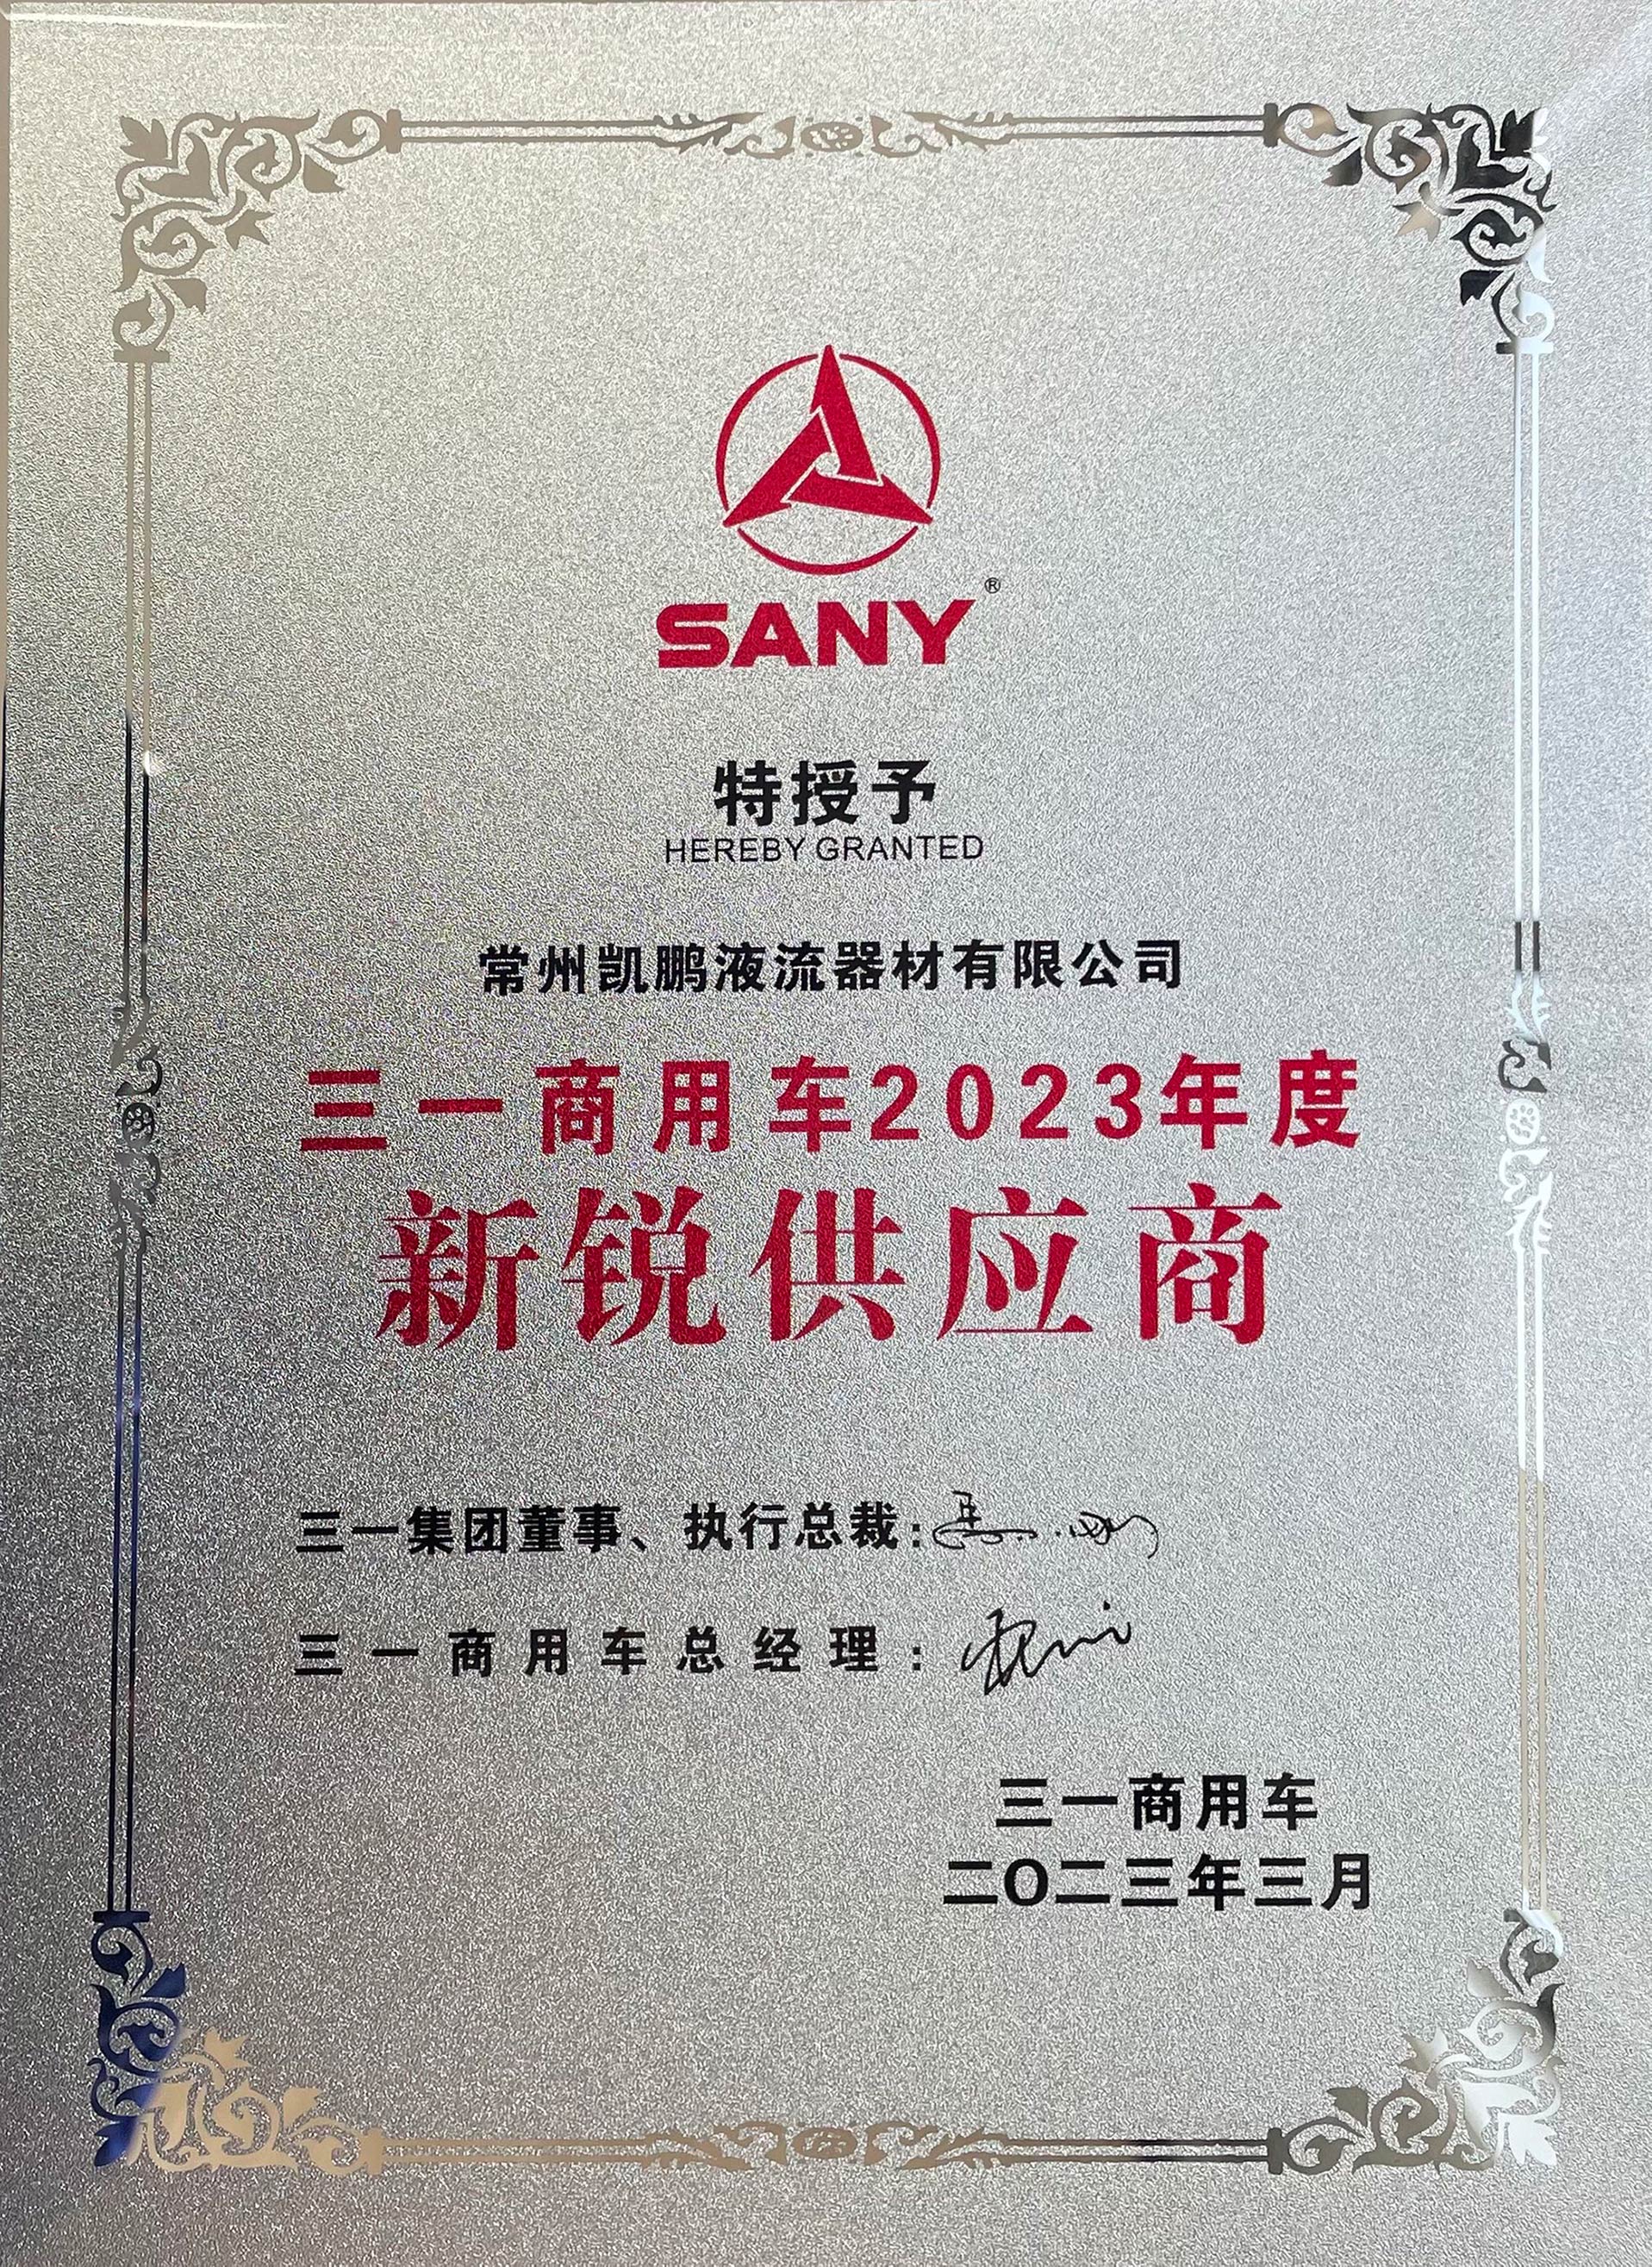 SANY®
特授予
HEREBY GRANTED
常州凯鹏液流器材有限公司
三一商用车2023年度
新锐供应商
三一集团董事、执行总裁:
三一商用车总经理:
三一商用车
二〇二三年三月